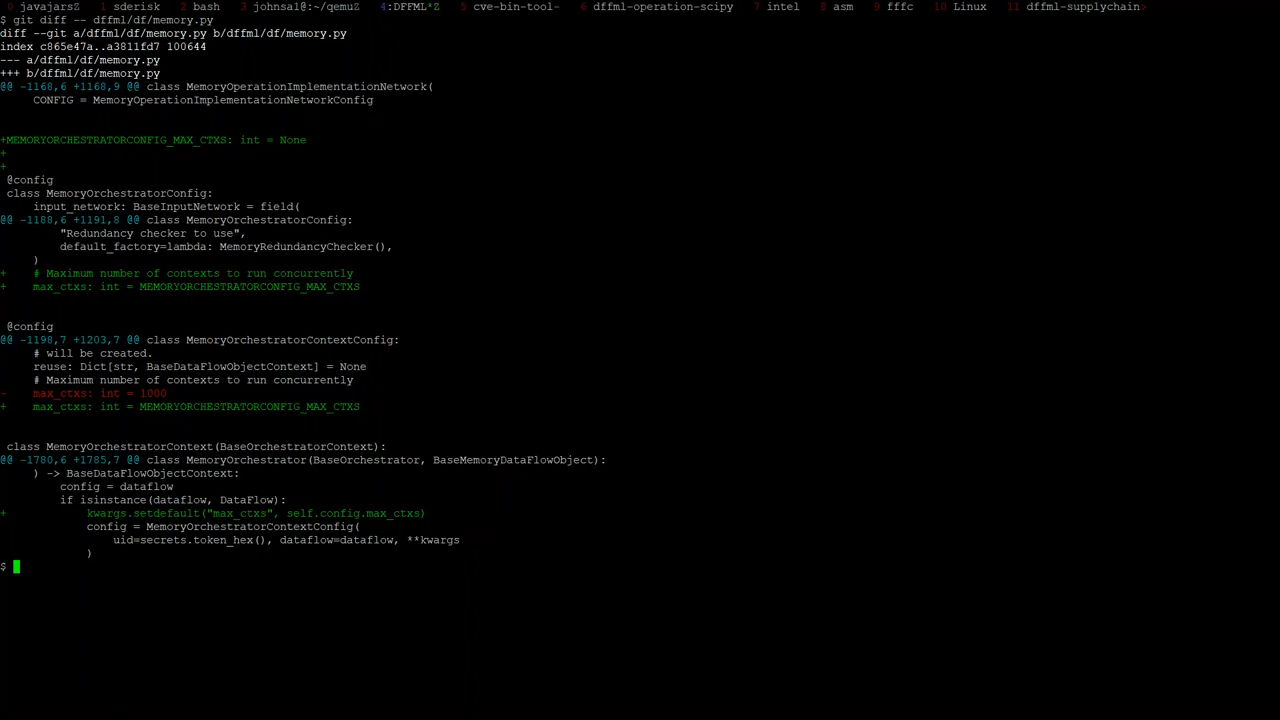 0 javajarsZ 1 sderisk 2 bash 3 johnsal@:~/qemuZ 4:DFFML*Z 5 cve-bin-tool- 6 dffml-operation-scipy 7 intel 8 asm 9 fffc 10 Linux 11 dffml-supplychain>
$ git diff -- dffml/df/memory.py
diff --git a/dffml/df/memory.py b/dffml/df/memory.py
index c865e47a..a3811fd7 100644
--- a/dffml/df/memory.py
+++ b/dffml/df/memory.py
@@ -1168,6 +1168,9 @@ class MemoryOperationImplementationNetwork(
     CONFIG = MemoryOperationImplementationNetworkConfig
+MEMORYORCHESTRATORCONFIG_MAX_CTXS: int = None
+
+
 @config
 class MemoryOrchestratorConfig:
     input_network: BaseInputNetwork = field(
@@ -1188,6 +1191,8 @@ class MemoryOrchestratorConfig:
         "Redundancy checker to use",
         default_factory=lambda: MemoryRedundancyChecker(),
     )
+    # Maximum number of contexts to run concurrently
+    max_ctxs: int = MEMORYORCHESTRATORCONFIG_MAX_CTXS
 @config
@@ -1198,7 +1203,7 @@ class MemoryOrchestratorContextConfig:
     # will be created.
     reuse: Dict[str, BaseDataFlowObjectContext] = None
     # Maximum number of contexts to run concurrently
-    max_ctxs: int = 1000
+    max_ctxs: int = MEMORYORCHESTRATORCONFIG_MAX_CTXS
 class MemoryOrchestratorContext(BaseOrchestratorContext):
@@ -1780,6 +1785,7 @@ class MemoryOrchestrator(BaseOrchestrator, BaseMemoryDataFlowObject):
     ) -> BaseDataFlowObjectContext:
         config = dataflow
         if isinstance(dataflow, DataFlow):
+            kwargs.setdefault("max_ctxs", self.config.max_ctxs)
             config = MemoryOrchestratorContextConfig(
                 uid=secrets.token_hex(), dataflow=dataflow, **kwargs
             )
$